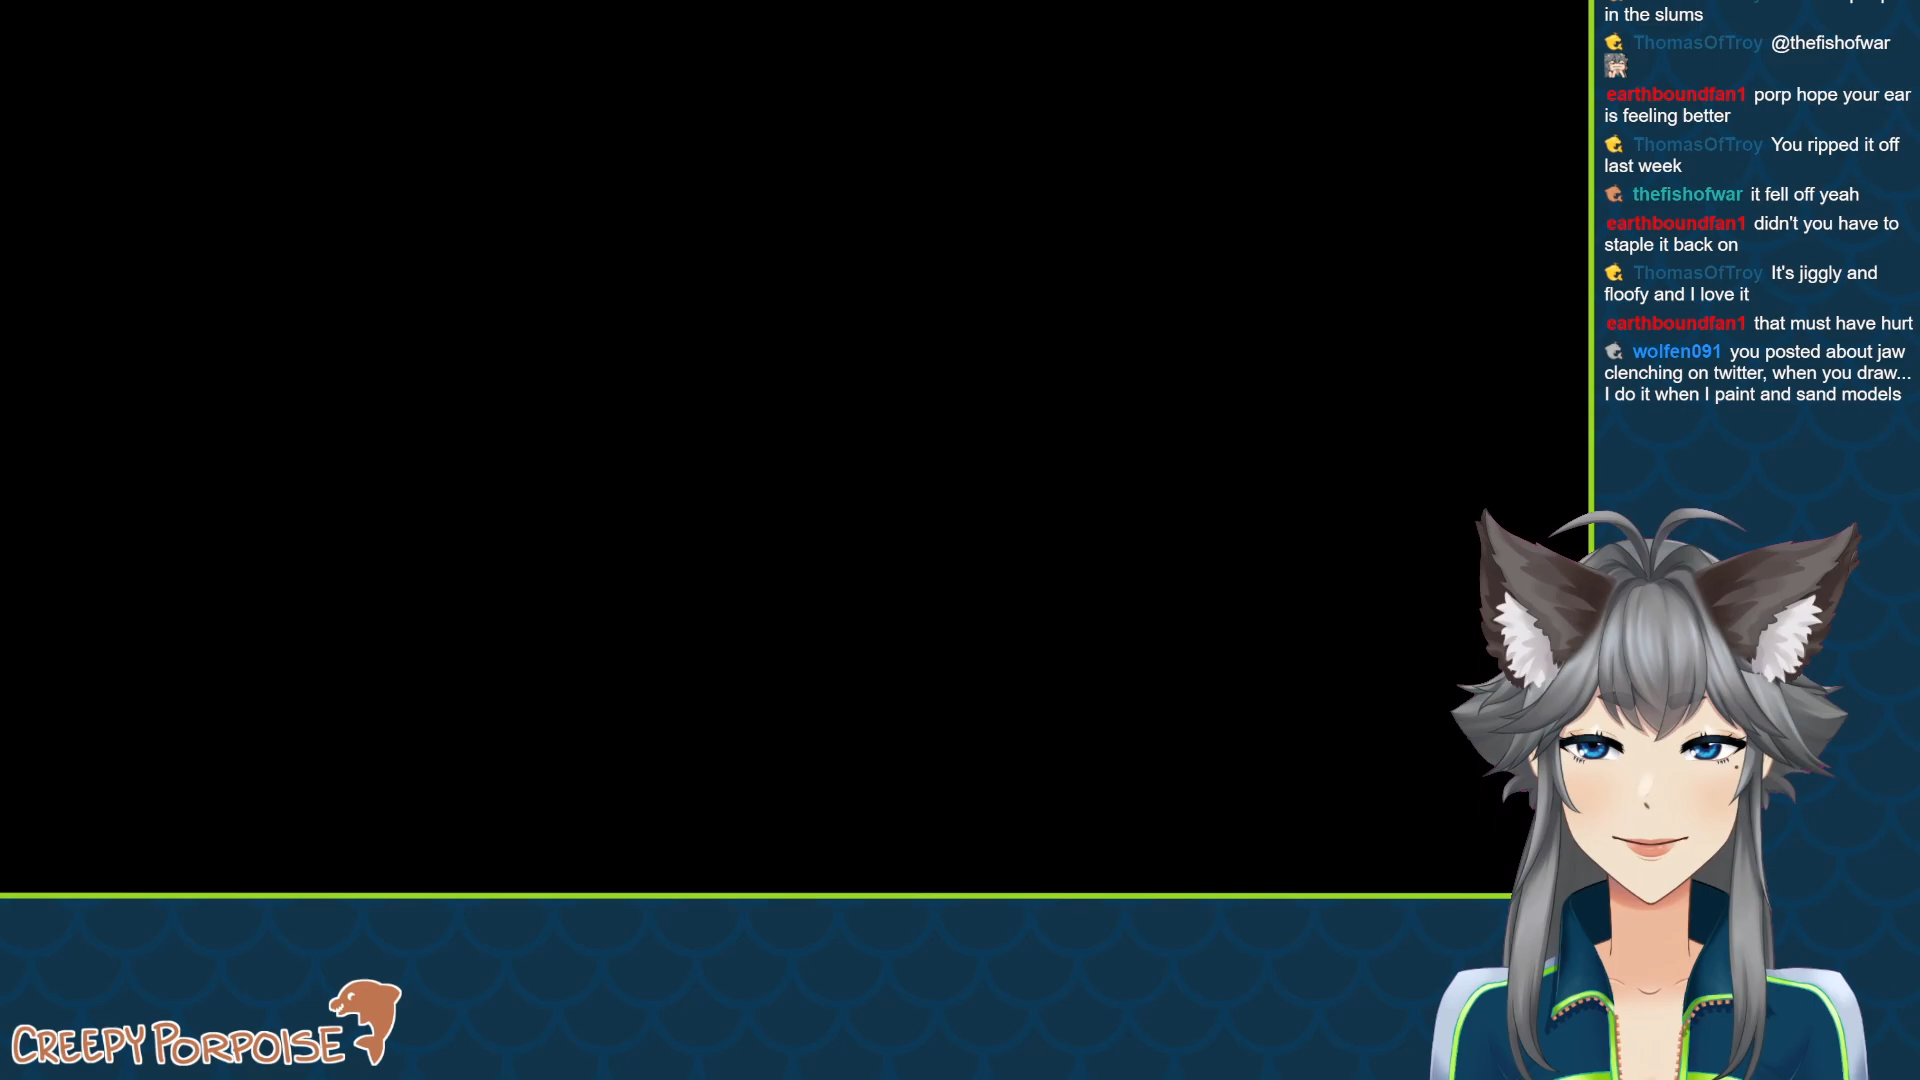 in the slums
ThomasOfTroy @thefishofwar
earthboundfan1 porp hope your ear
is feeling better
ThomasOfTroy You ripped it off
last week
thefishofwar it fell off yeah
earthboundfan1 didn't you have to
staple it back on
ThomasOfTroy It's jiggly and
floofy and I love it
earthboundfan1 that must have hurt
wolfen091 you posted about jaw
clenching on twitter, when you draw...
I do it when I paint and sand models
CREEPY PORPOISE